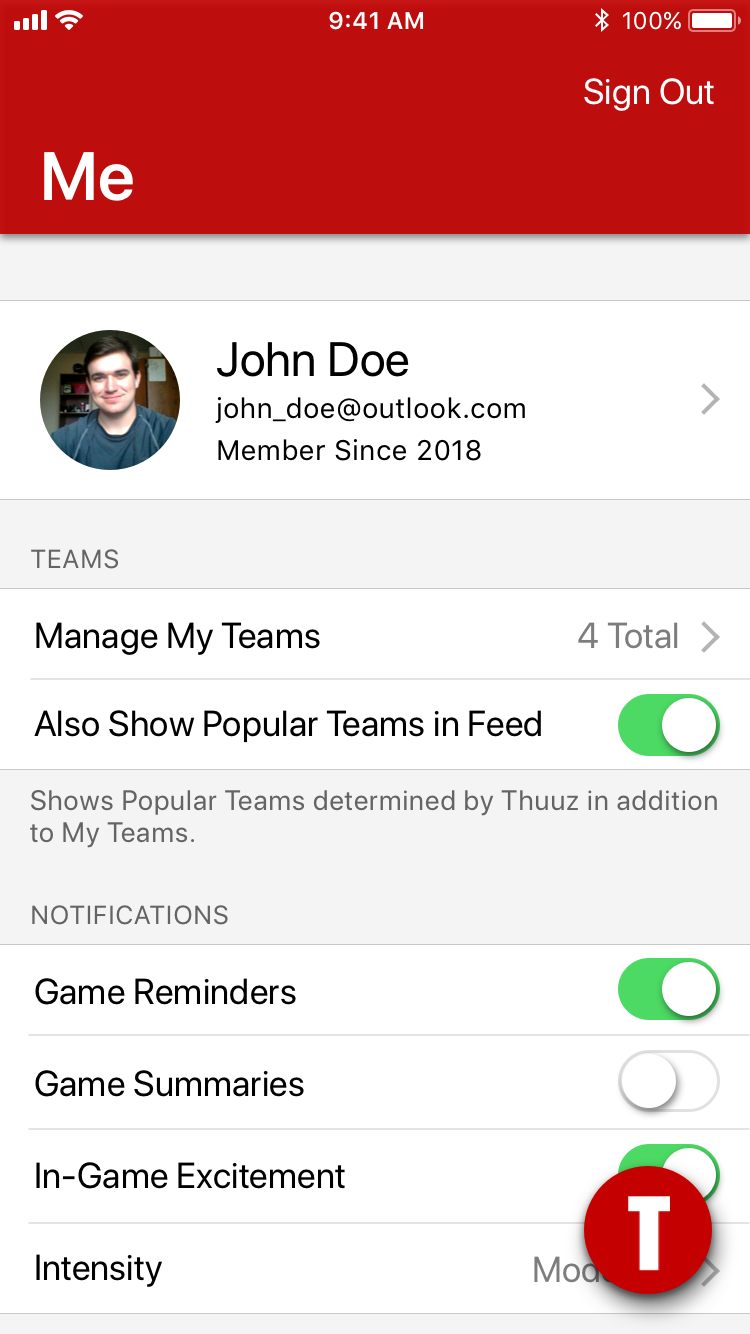 9:41 AM 100%
Sign Out
Me
John Doe
john_doe@outlook.com
Member Since 2018
TEAMS
Manage My Teams 4 Total
Also Show Popular Teams in Feed
Shows Popular Teams determined by Thuuz in addition
to My Teams.
NOTIFICATIONS
Game Reminders
Game Summaries
In-Game Excitement
T
Intensity